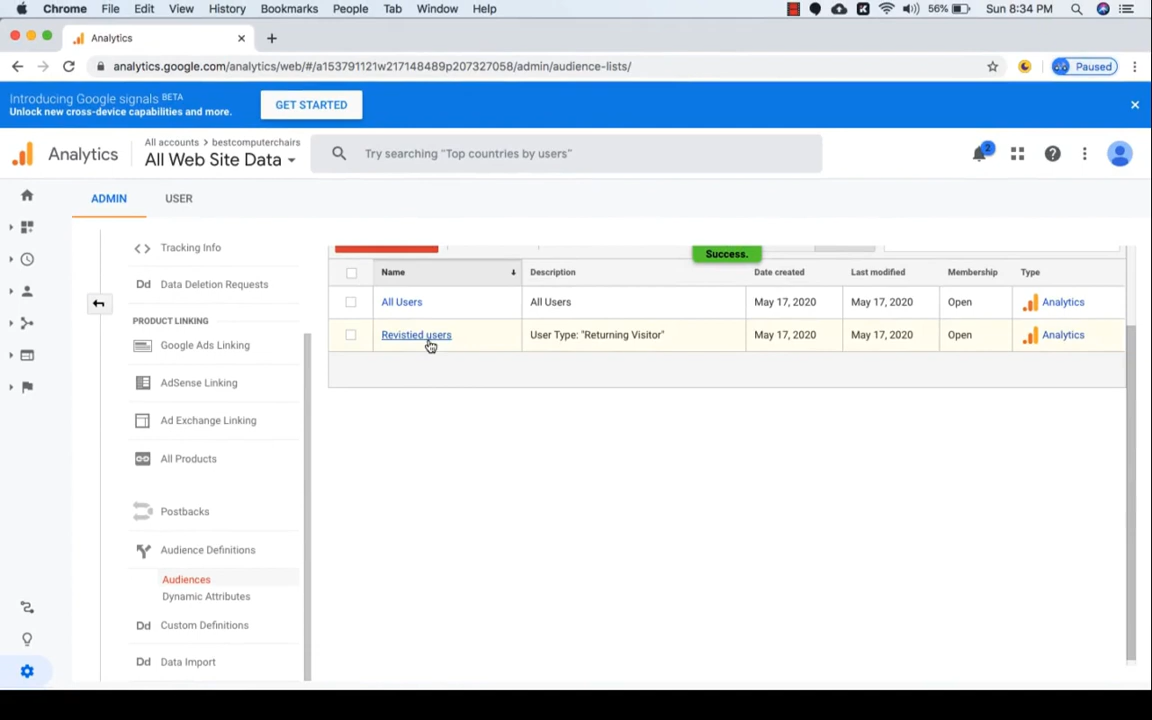 Chrome File Edit View History Bookmarks People Tab Window Help 56% Sun 8:34 PM
Analytics
analytics.google.com/analytics/web/#/a153791121w217148489p207327058/admin/audience-lists/ Paused
Introducing Google signals BETA
Unlock new cross-device capabilities and more.
GET STARTED
Analytics
All accounts > bestcomputerchairs
All Web Site Data
Try searching "Top countries by users"
2
ADMIN USER
Tracking Info
Dd Data Deletion Requests
PRODUCT LINKING
Google Ads Linking
AdSense Linking
Ad Exchange Linking
All Products
Postbacks
Audience Definitions
Audiences
Dynamic Attributes
Dd Custom Definitions
Dd Data Import
Success.
Name Description Date created Last modified Membership Type
All Users All Users May 17, 2020 May 17, 2020 Open Analytics
Revistied users User Type: "Returning Visitor" May 17, 2020 May 17, 2020 Open Analytics